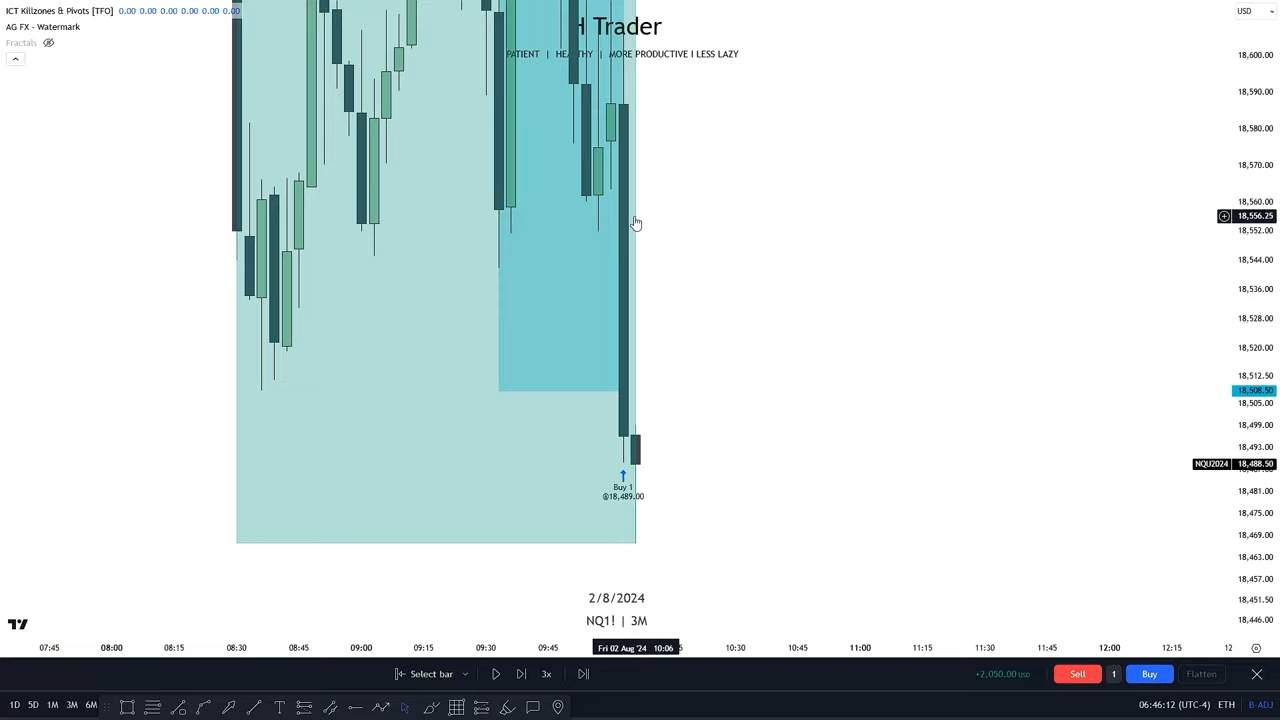 ICT Killzones & Pivots [TFO] 0.00 0.00 0.00 0.00 0.00 0.00
AG FX - Watermark
Fractals
H Trader
PATIENT | HEALTHY | MORE PRODUCTIVE I LESS LAZY
USD
18,600.00
18,590.00
18,580.00
18,570.00
18,560.00
18,556.25
18,552.00
18,544.00
18,536.00
18,528.00
18,520.00
18,512.50
18,508.50
18,505.00
18,499.00
18,493.00
NQU2024 18,488.50
18,481.00
18,475.00
18,469.00
18,463.00
18,457.00
18,451.50
18,446.00
Buy 1
@18,489.00
2/8/2024
NQ1! | 3M
07:45 08:00 08:30 08:45 09:00 09:15 09:30 09:45 Fri 02 Aug '24 10:06 10:30 10:45 11:00 11:15 11:30 11:45 12:00 12:15 12
Select bar 3x +2,050.00 USD Sell 1 Buy Flatten
1D 5D 1M 3M 6M 06:46:12 (UTC-4) ETH B-ADJ